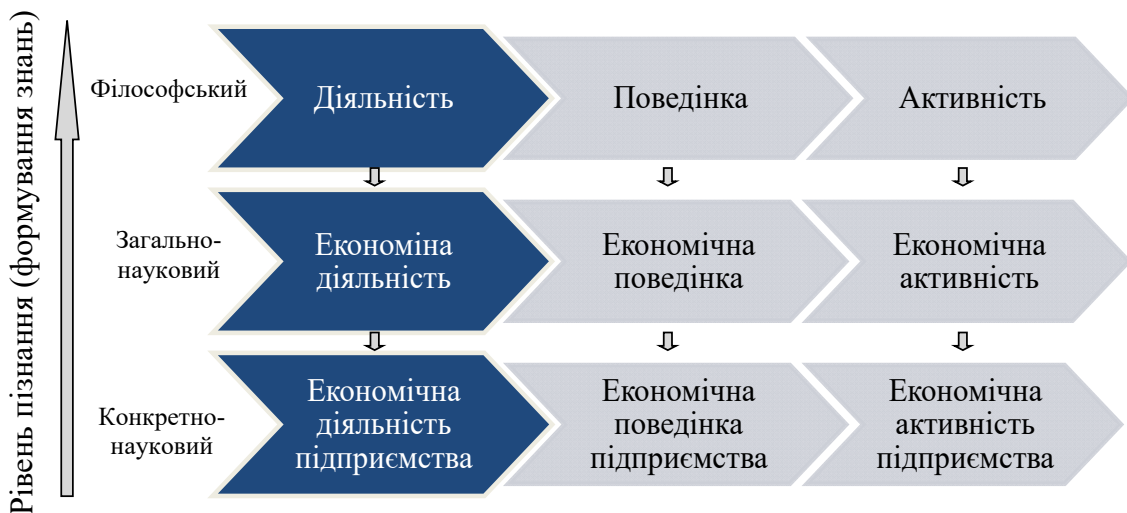 Рівень пізнання (формування знань)
Філософський
Діяльність
Поведінка
Активність
Загально-
науковий
Економіна
діяльність
Економічна
поведінка
Економічна
активність
Конкретно-
науковий
Економічна
діяльність
підприємства
Економічна
поведінка
підприємства
Економічна
активність
підприємства